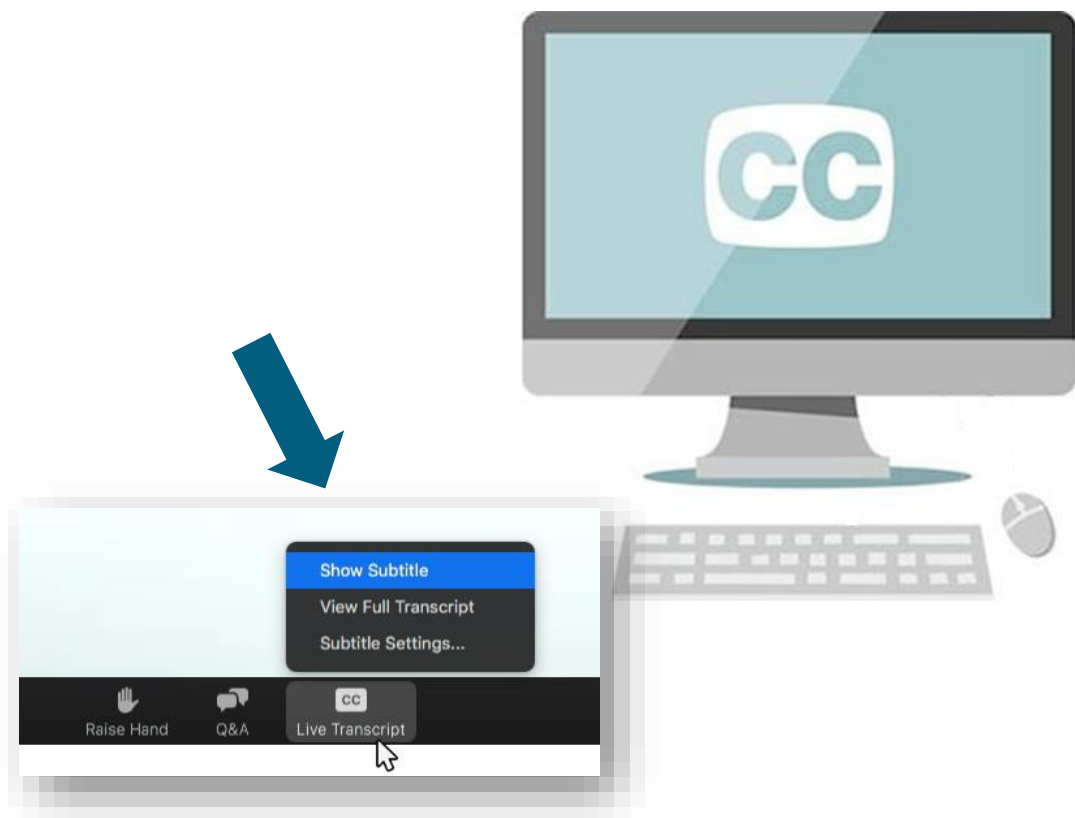 CC
Show Subtitle
View Full Transcript
Subtitle Settings...
CC
Raise Hand
Q&A
Live Transcript